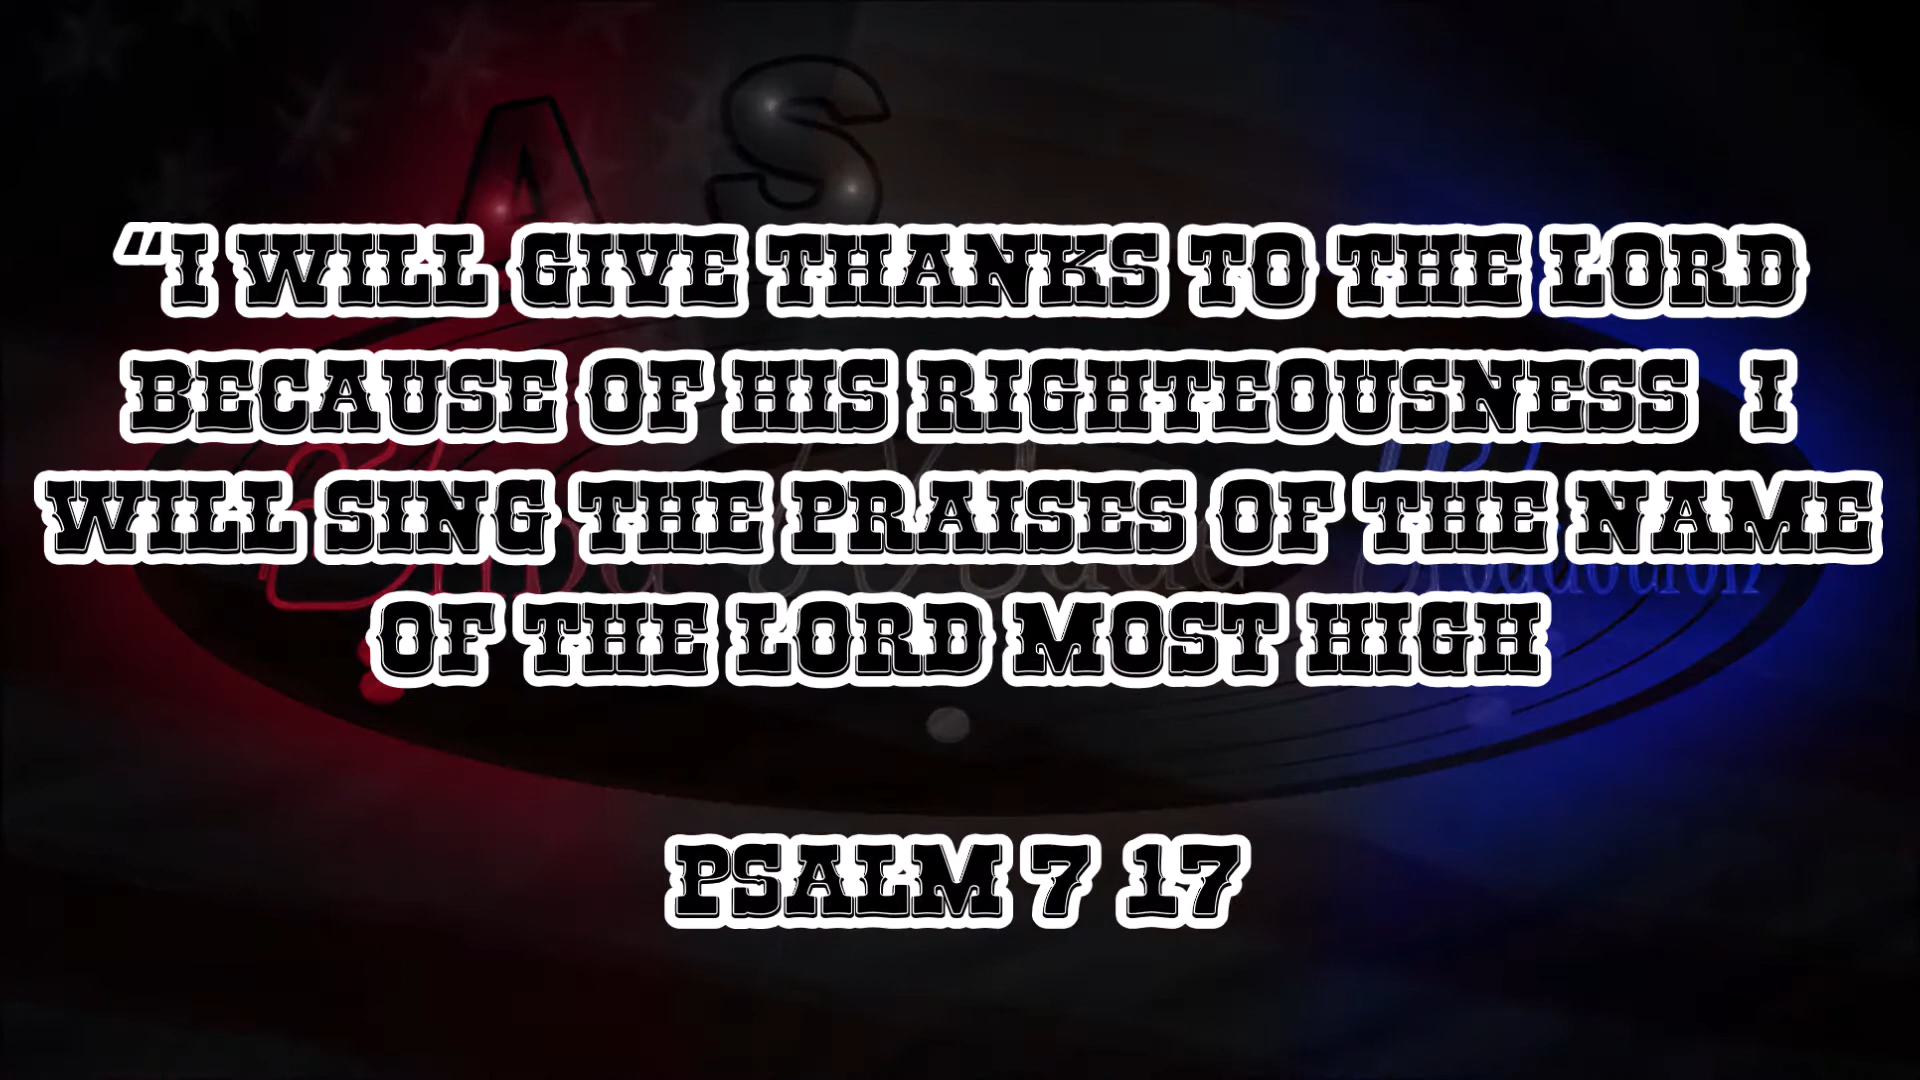 A S
"I WILL GIVE THANKS TO THE LORD
BECAUSE OF HIS RIGHTEOUSNESS I
WILL SING THE PRAISES OF THE NAME
OF THE LORD MOST HIGH
PSALM 7 17